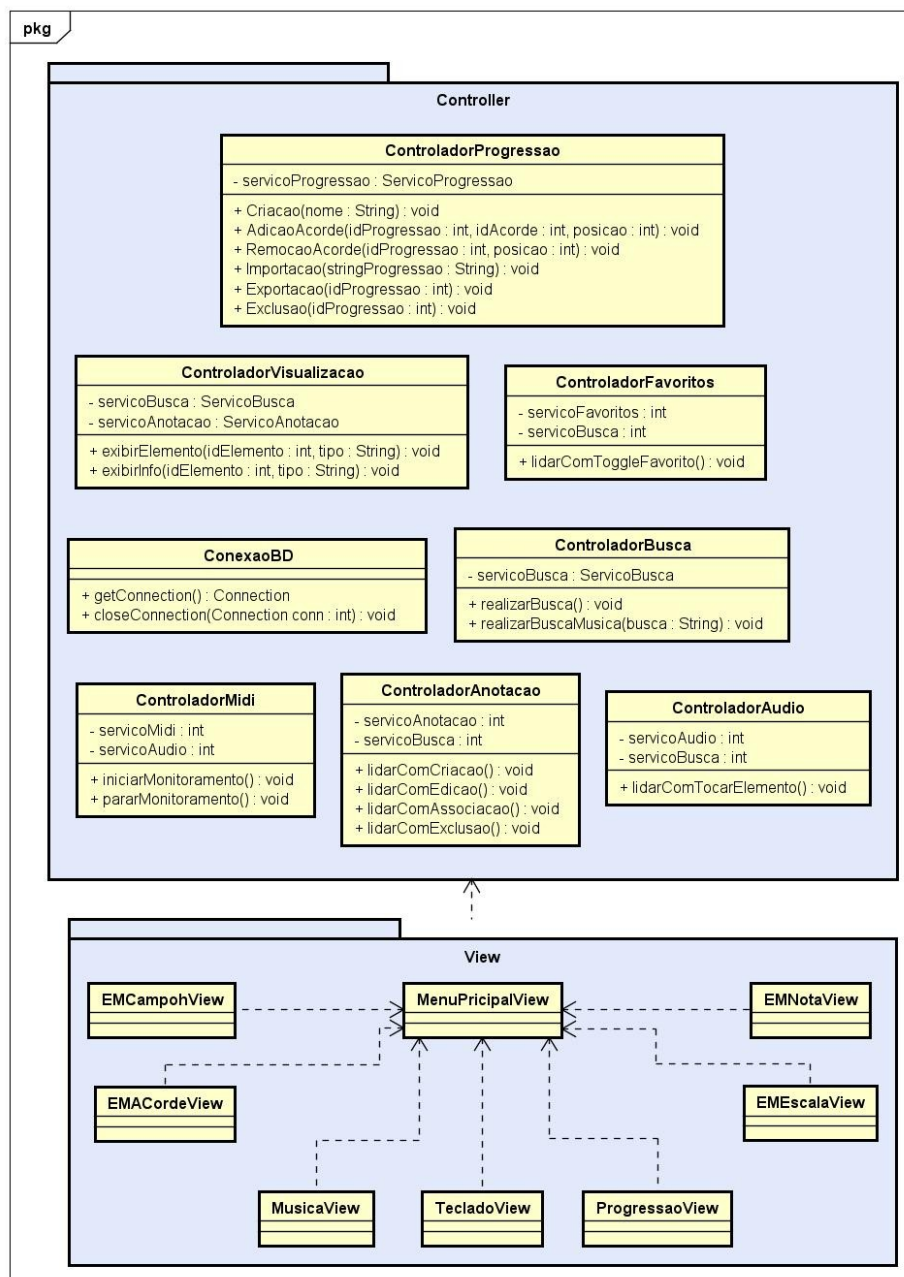 pkg
Controller
ControladorProgressao
- servicoProgressao : ServicoProgressao
+ Criacao(nome : String) : void
+ AdicaoAcorde(idProgressao : int, idAcorde : int, posicao : int) : void
+ RemocaoAcorde(idProgressao : int, posicao : int) : void
+ Importacao(stringProgressao : String) : void
+ Exportacao(idProgressao : int) : void
+ Exclusao(idProgressao : int) : void
ControladorVisualizacao
- servicoBusca : ServicoBusca
- servicoAnotacao : ServicoAnotacao
+ exibirElemento(idElemento : int, tipo : String) : void
+ exibirInfo(idElemento : int, tipo : String) : void
ControladorFavoritos
- servicoFavoritos : int
- servicoBusca : int
+ lidarComToggleFavorito() : void
ConexaoBD
+ getConnection() : Connection
+ closeConnection(Connection conn : int) : void
ControladorBusca
- servicoBusca : ServicoBusca
+ realizarBusca() : void
+ realizarBuscaMusica(busca : String) : void
ControladorMidi
- servicoMidi : int
- servicoAudio : int
+ iniciarMonitoramento() : void
+ pararMonitoramento() : void
ControladorAnotacao
- servicoAnotacao : int
- servicoBusca : int
+ lidarComCriacao() : void
+ lidarComEdicao() : void
+ lidarComAssociacao() : void
+ lidarComExclusao() : void
ControladorAudio
- servicoAudio : int
- servicoBusca : int
+ lidarComTocarElemento() : void
View
EMCampohView
MenuPricipalView
EMNotaView
EMACordeView
EMEscalaView
MusicaView
TecladoView
ProgressaoView